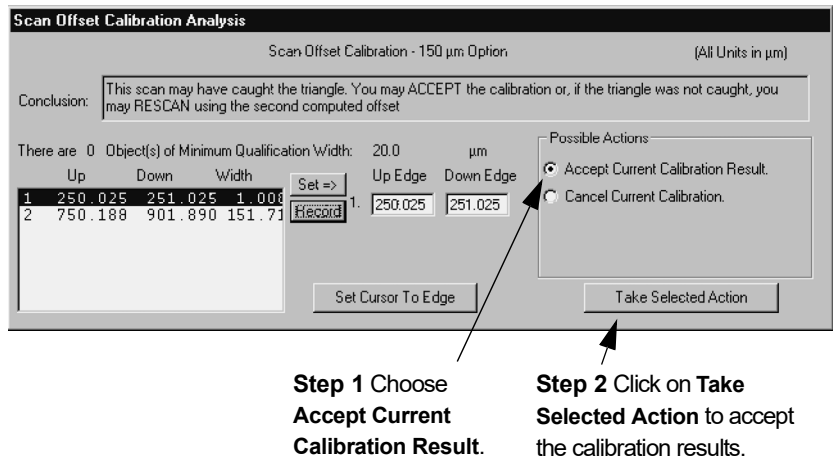 Scan Offset Calibration Analysis
Scan Offset Calibration - 150 µm Option (All Units in µm)
Conclusion: This scan may have caught the triangle. You may ACCEPT the calibration or, if the triangle was not caught, you
may RESCAN using the second computed offset
There are 0 Object(s) of Minimum Qualification Width: 20.0 µm
Possible Actions
Up Down Width
Set =>
Up Edge Down Edge
Accept Current Calibration Result.
1 250.025 251.025 1.008
Record
1. 250.025 251.025
Cancel Current Calibration.
2 750.188 901.890 151.71
Set Cursor To Edge
Take Selected Action
Step 1 Choose
Accept Current
Calibration Result.
Step 2 Click on Take
Selected Action to accept
the calibration results.